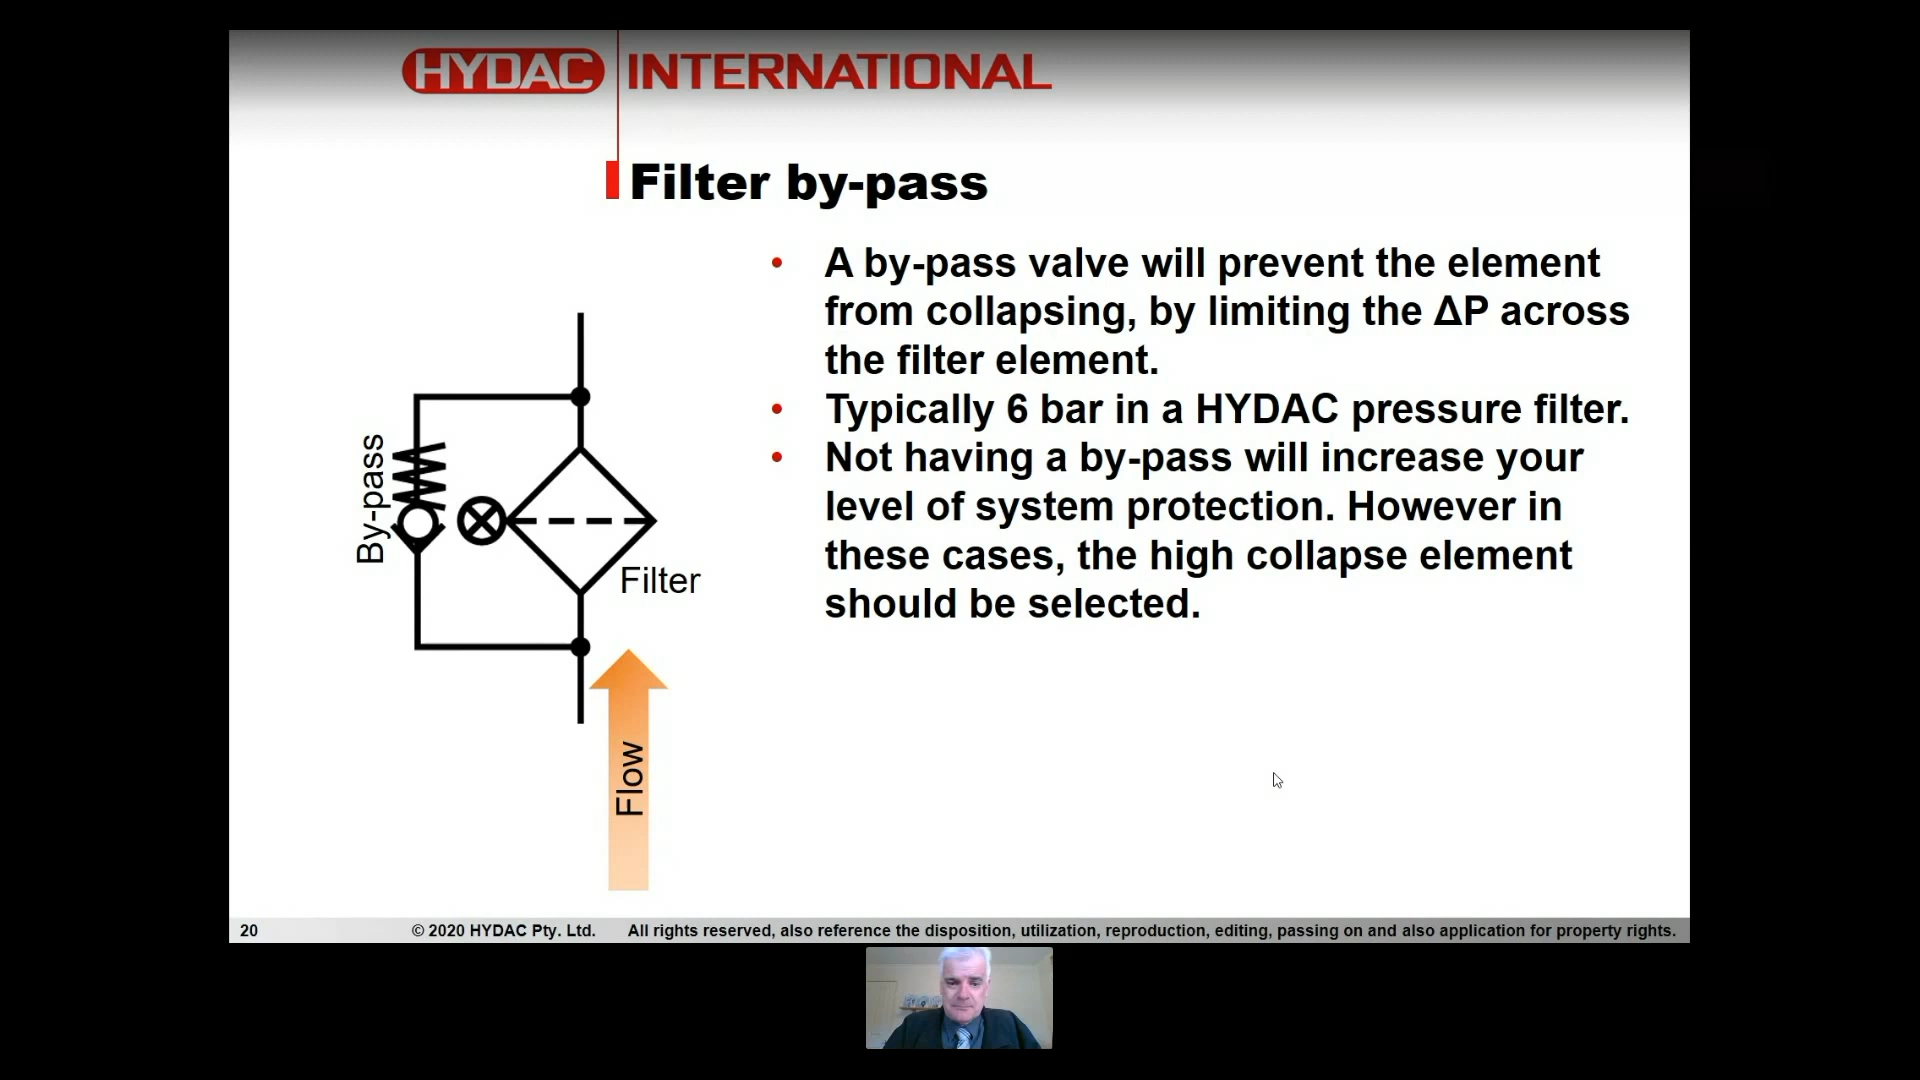 HYDAC INTERNATIONAL
Filter by-pass
• A by-pass valve will prevent the element
from collapsing, by limiting the ΔP across
the filter element.
• Typically 6 bar in a HYDAC pressure filter.
• Not having a by-pass will increase your
level of system protection. However in
these cases, the high collapse element
should be selected.
By-pass
Filter
Flow
20 © 2020 HYDAC Pty. Ltd. All rights reserved, also reference the disposition, utilization, reproduction, editing, passing on and also application for property rights.